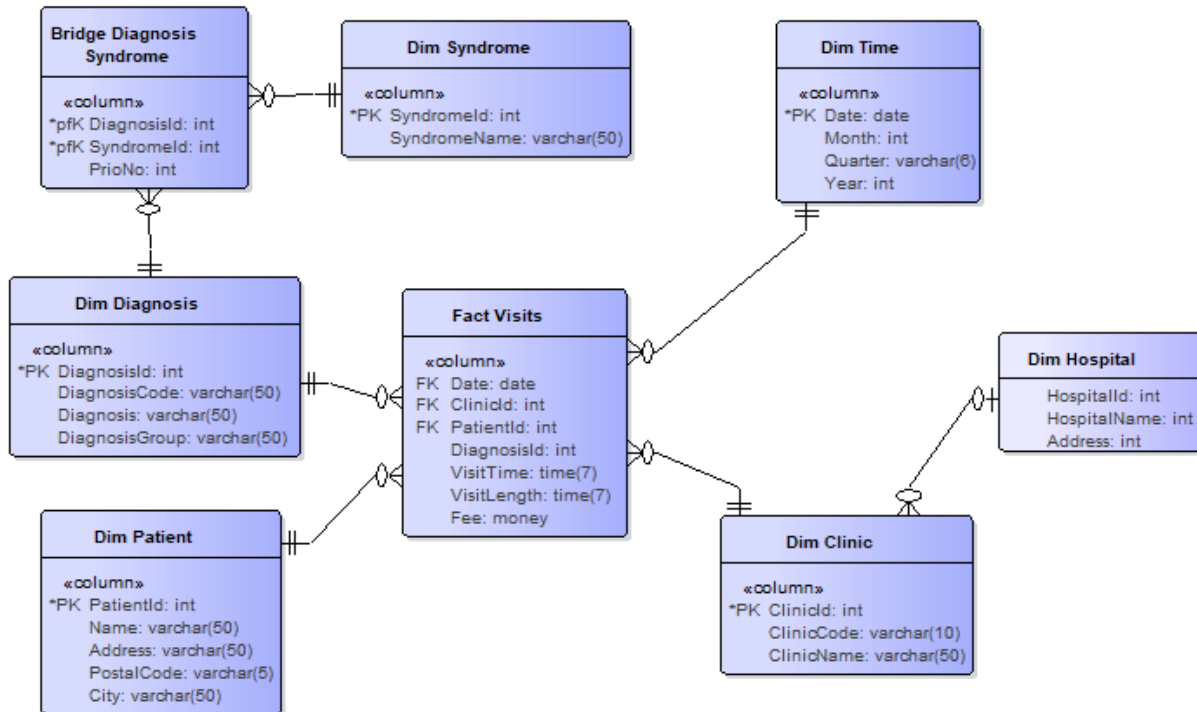 Bridge Diagnosis
Syndrome
«column»
*pfK DiagnosisId: int
*pfK SyndromeId: int
PrioNo: int
Dim Syndrome
«column»
*PK SyndromeId: int
SyndromeName: varchar(50)
Dim Time
«column»
*PK Date: date
Month: int
Quarter: varchar(6)
Year: int
Dim Diagnosis
«column»
*PK DiagnosisId: int
DiagnosisCode: varchar(50)
Diagnosis: varchar(50)
DiagnosisGroup: varchar(50)
Fact Visits
«column»
FK Date: date
FK ClinicId: int
FK PatientId: int
DiagnosisId: int
VisitTime: time(7)
VisitLength: time(7)
Fee: money
Dim Hospital
HospitalId: int
HospitalName: int
Address: int
Dim Patient
«column»
*PK PatientId: int
Name: varchar(50)
Address: varchar(50)
PostalCode: varchar(5)
City: varchar(50)
Dim Clinic
«column»
*PK ClinicId: int
ClinicCode: varchar(10)
ClinicName: varchar(50)